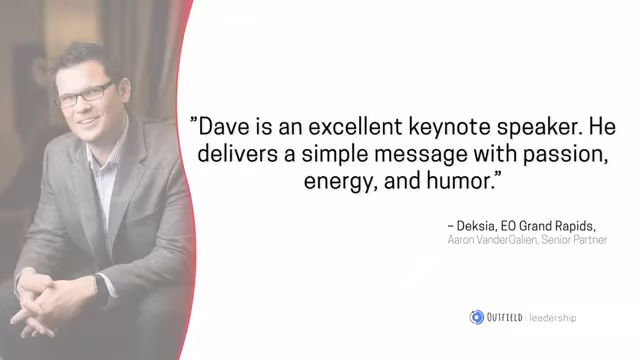 ”Dave is an excellent keynote speaker. He
delivers a simple message with passion,
energy, and humor.”
– Deksia, EO Grand Rapids,
Aaron VanderGalien, Senior Partner
OUTFIELD | leadership